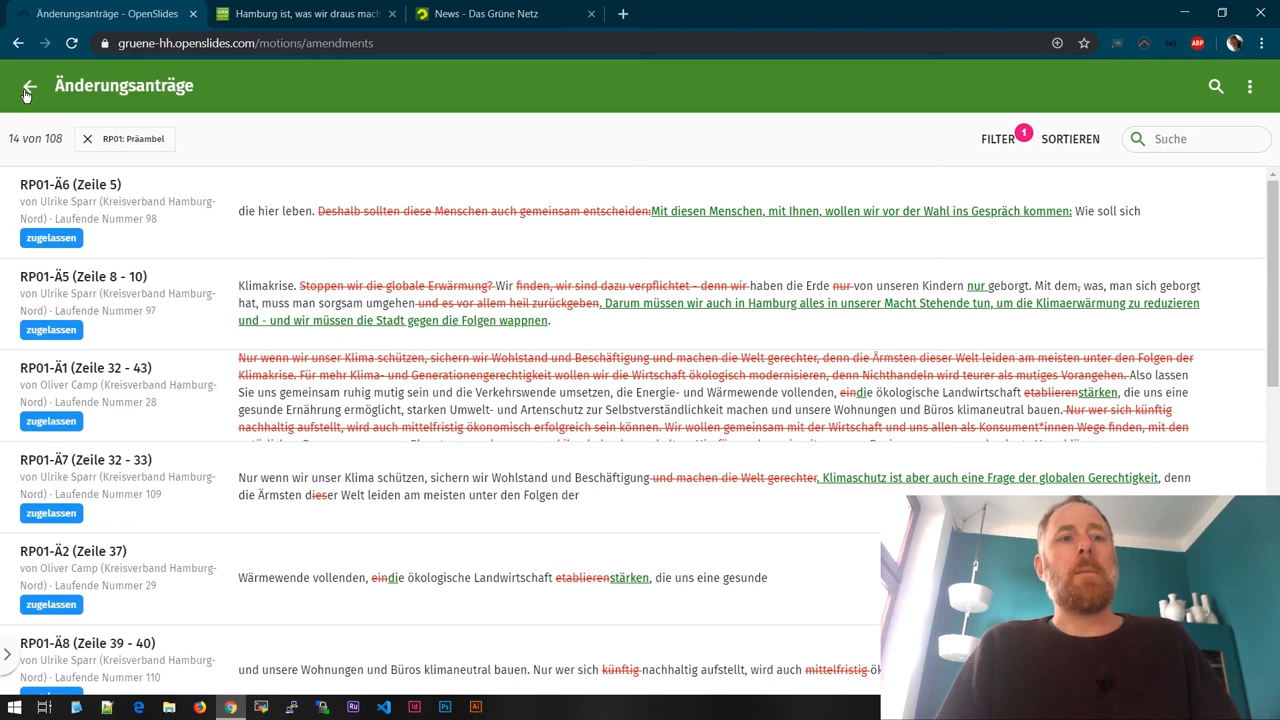 Änderungsanträge - OpenSlides
Hamburg ist, was wir draus mach
News - Das Grüne Netz
gruene-hh.openslides.com/motions/amendments
ABP
Änderungsanträge
14 von 108
RP01: Präambel
FILTER
1
SORTIEREN
Suche
RP01-Ä6 (Zeile 5)
von Ulrike Sparr (Kreisverband Hamburg-
Nord) · Laufende Nummer 98
zugelassen
die hier leben. Deshalb sollten diese Menschen auch gemeinsam entscheiden:Mit diesen Menschen, mit Ihnen, wollen wir vor der Wahl ins Gespräch kommen: Wie soll sich
RP01-Ä5 (Zeile 8 - 10)
von Ulrike Sparr (Kreisverband Hamburg-
Nord) · Laufende Nummer 97
zugelassen
Klimakrise. Stoppen wir die globale Erwärmung? Wir finden, wir sind dazu verpflichtet - denn wir haben die Erde nur von unseren Kindern nur geborgt. Mit dem, was, man sich geborgt
hat, muss man sorgsam umgehen und es vor allem heil zurückgeben. Darum müssen wir auch in Hamburg alles in unserer Macht Stehende tun, um die Klimaerwärmung zu reduzieren
und - und wir müssen die Stadt gegen die Folgen wappnen.
RP01-Ä1 (Zeile 32 - 43)
von Oliver Camp (Kreisverband Hamburg-
Nord) · Laufende Nummer 28
zugelassen
Nur wenn wir unser Klima schützen, sichern wir Wohlstand und Beschäftigung und machen die Welt gerechter, denn die Ärmsten dieser Welt leiden am meisten unter den Folgen der
Klimakrise. Für mehr Klima- und Generationengerechtigkeit wollen wir die Wirtschaft ökologisch modernisieren, denn Nichthandeln wird teurer als mutiges Vorangehen. Also lassen
Sie uns gemeinsam ruhig mutig sein und die Verkehrswende umsetzen, die Energie- und Wärmewende vollenden, eindie ökologische Landwirtschaft etablierenstärken, die uns eine
gesunde Ernährung ermöglicht, starken Umwelt- und Artenschutz zur Selbstverständlichkeit machen und unsere Wohnungen und Büros klimaneutral bauen. Nur wer sich künftig
nachhaltig aufstellt, wird auch mittelfristig ökonomisch erfolgreich sein können. Wir wollen gemeinsam mit der Wirtschaft und uns allen als Konsument*innen Wege finden, mit den
RP01-Ä7 (Zeile 32 - 33)
von Ulrike Sparr (Kreisverband Hamburg-
Nord) · Laufende Nummer 109
zugelassen
Nur wenn wir unser Klima schützen, sichern wir Wohlstand und Beschäftigung und machen die Welt gerechter. Klimaschutz ist aber auch eine Frage der globalen Gerechtigkeit, denn
die Ärmsten dieser Welt leiden am meisten unter den Folgen der
RP01-Ä2 (Zeile 37)
von Oliver Camp (Kreisverband Hamburg-
Nord) · Laufende Nummer 29
zugelassen
Wärmewende vollenden, eindie ökologische Landwirtschaft etablierenstärken, die uns eine gesunde
RP01-Ä8 (Zeile 39 - 40)
von Ulrike Sparr (Kreisverband Hamburg-
Nord) · Laufende Nummer 110
und unsere Wohnungen und Büros klimaneutral bauen. Nur wer sich künftig nachhaltig aufstellt, wird auch mittelfristig ök
Ru
Id
Ps
Ai